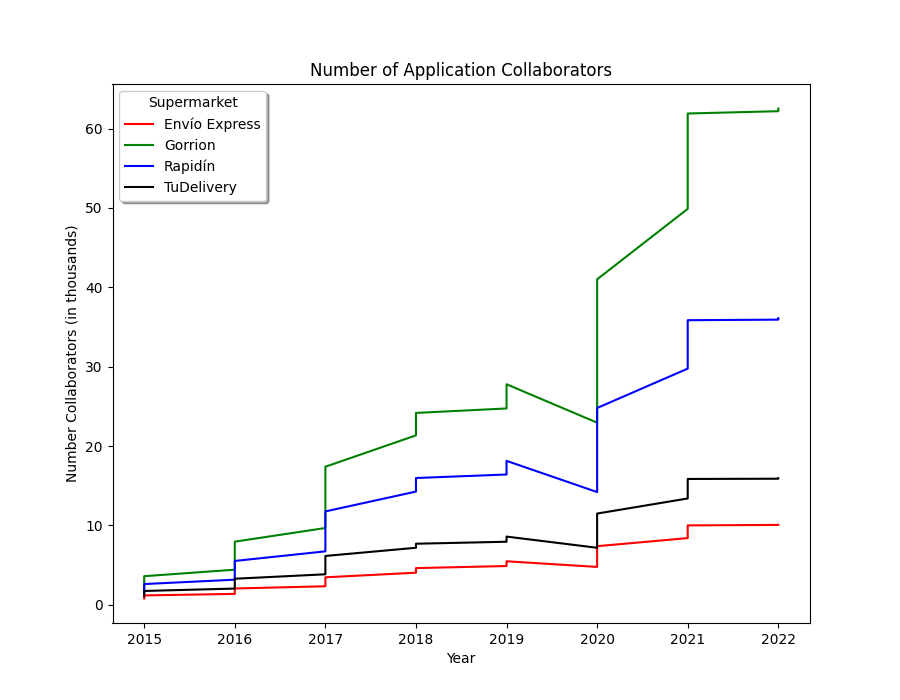 Number of Application Collaborators
Supermarket
Envío Express
Gorrion
Rapidín
TuDelivery
Number Collaborators (in thousands)
60
50
40
30
20
10
0
2015 2016 2017 2018 2019 2020 2021 2022
Year